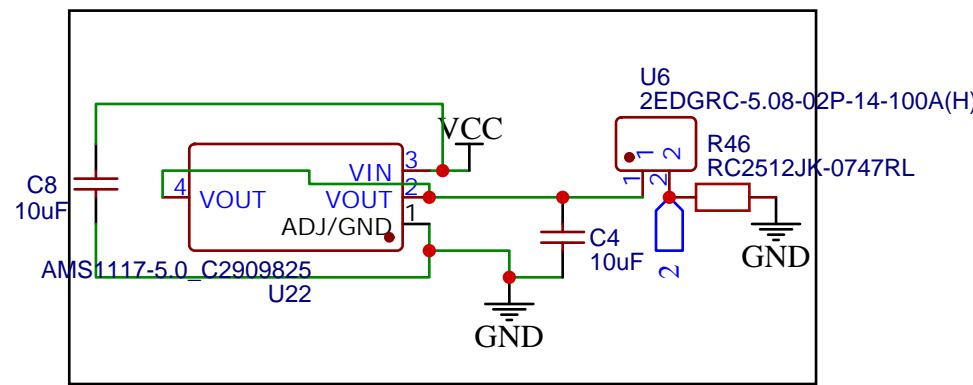 U6
2EDGRC-5.08-02P-14-100A(H)
VCC
R46
RC2512JK-0747RL
1
2
3
VIN
C8
10uF
4
VOUT
VOUT
2
1
2
ADJ/GND
1
C4
10uF
GND
2
AMS1117-5.0_C2909825
U22
GND